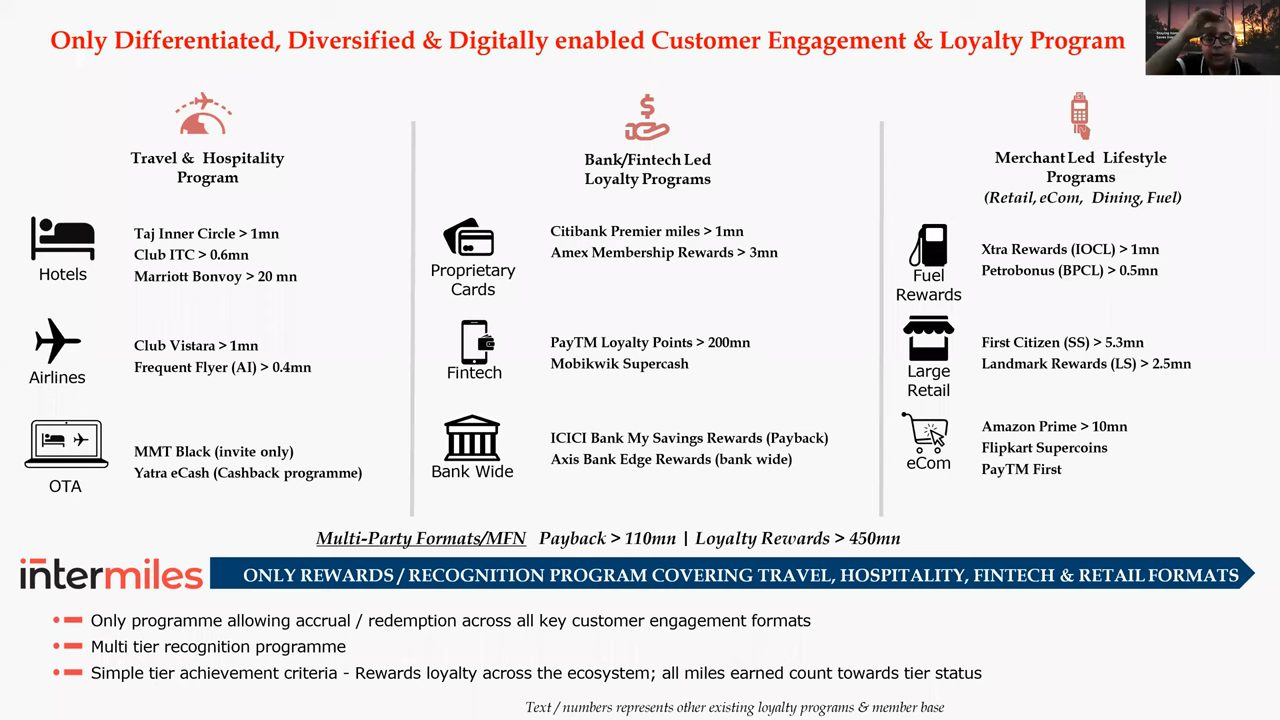 Only Differentiated, Diversified & Digitally enabled Customer Engagement & Loyalty Program
Travel & Hospitality
Program
Hotels
Taj Inner Circle > 1mn
Club ITC > 0.6mn
Marriott Bonvoy > 20 mn
Airlines
Club Vistara > 1mn
Frequent Flyer (AI) > 0.4mn
OTA
MMT Black (invite only)
Yatra eCash (Cashback programme)
$
Bank/Fintech Led
Loyalty Programs
Proprietary
Cards
Citibank Premier miles > 1mn
Amex Membership Rewards > 3mn
Fintech
PayTM Loyalty Points > 200mn
Mobikwik Supercash
Bank Wide
ICICI Bank My Savings Rewards (Payback)
Axis Bank Edge Rewards (bank wide)
Merchant Led Lifestyle
Programs
(Retail, eCom, Dining, Fuel)
Fuel
Rewards
Xtra Rewards (IOCL) > 1mn
Petrobonus (BPCL) > 0.5mn
Large
Retail
First Citizen (SS) > 5.3mn
Landmark Rewards (LS) > 2.5mn
eCom
Amazon Prime > 10mn
Flipkart Supercoins
PayTM First
Multi-Party Formats/MFN Payback > 110mn | Loyalty Rewards > 450mn
intermiles
ONLY REWARDS / RECOGNITION PROGRAM COVERING TRAVEL, HOSPITALITY, FINTECH & RETAIL FORMATS
Only programme allowing accrual / redemption across all key customer engagement formats
Multi tier recognition programme
Simple tier achievement criteria - Rewards loyalty across the ecosystem; all miles earned count towards tier status
Text / numbers represents other existing loyalty programs & member base